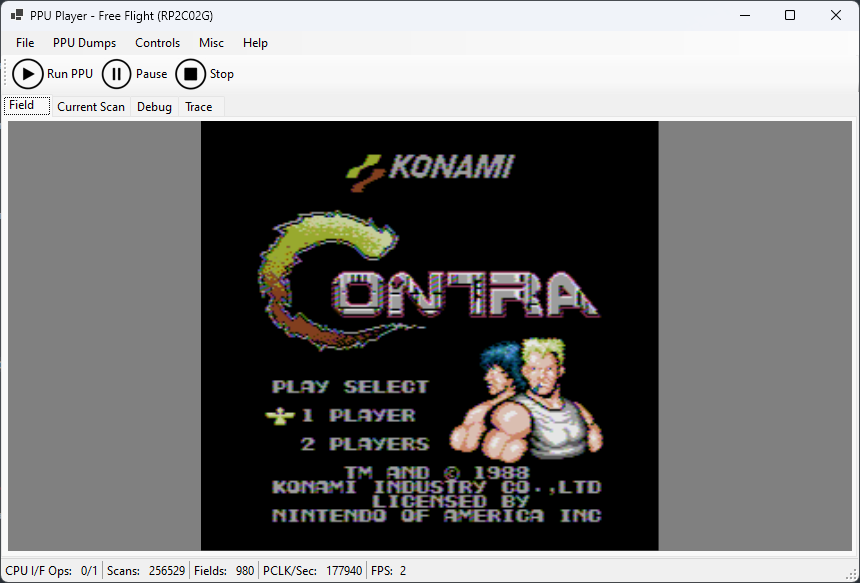 PPU Player - Free Flight (RP2C02G)
File PPU Dumps Controls Misc Help
Run PPU Pause Stop
Field Current Scan Debug Trace
KONAMI
CONTRA
PLAY SELECT
1 PLAYER
2 PLAYERS
TM AND © 1988
KONAMI INDUSTRY CO.,LTD
LICENSED BY
NINTENDO OF AMERICA INC
CPU I/F Ops: 0/1 Scans: 256529 Fields: 980 PCLK/Sec: 177940 FPS: 2